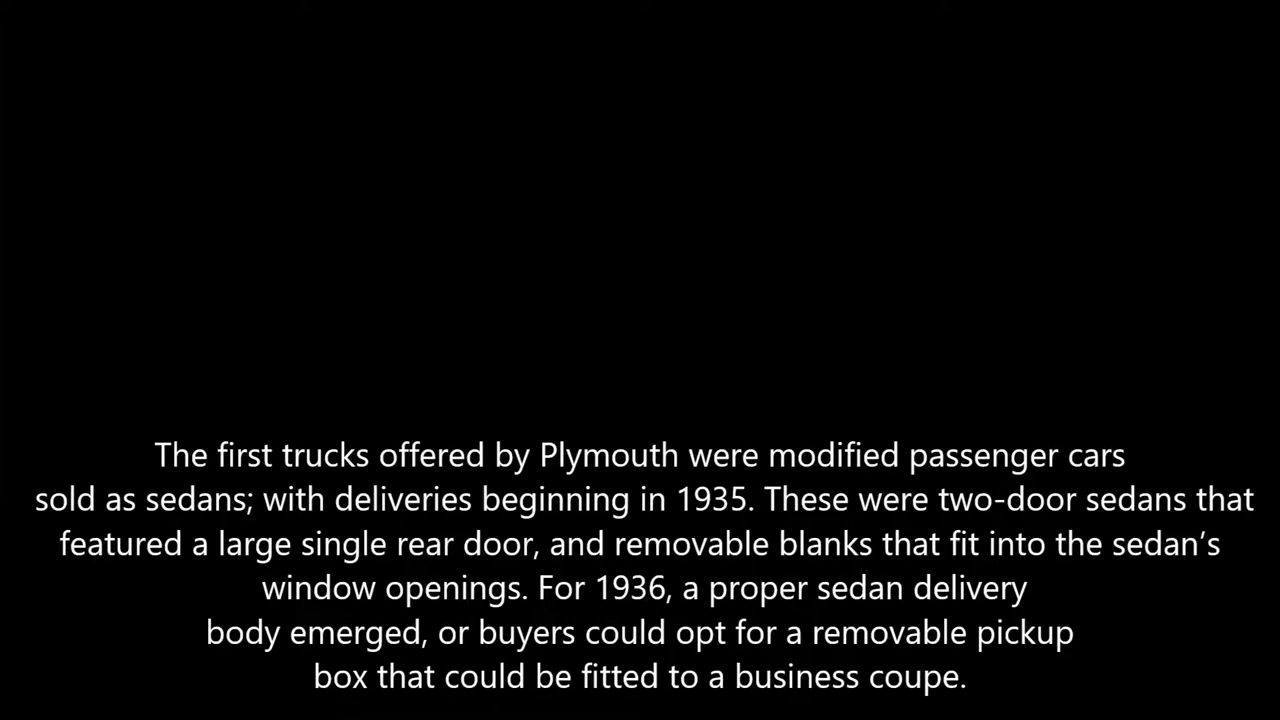 The first trucks offered by Plymouth were modified passenger cars
sold as sedans; with deliveries beginning in 1935. These were two-door sedans that
featured a large single rear door, and removable blanks that fit into the sedan’s
window openings. For 1936, a proper sedan delivery
body emerged, or buyers could opt for a removable pickup
box that could be fitted to a business coupe.